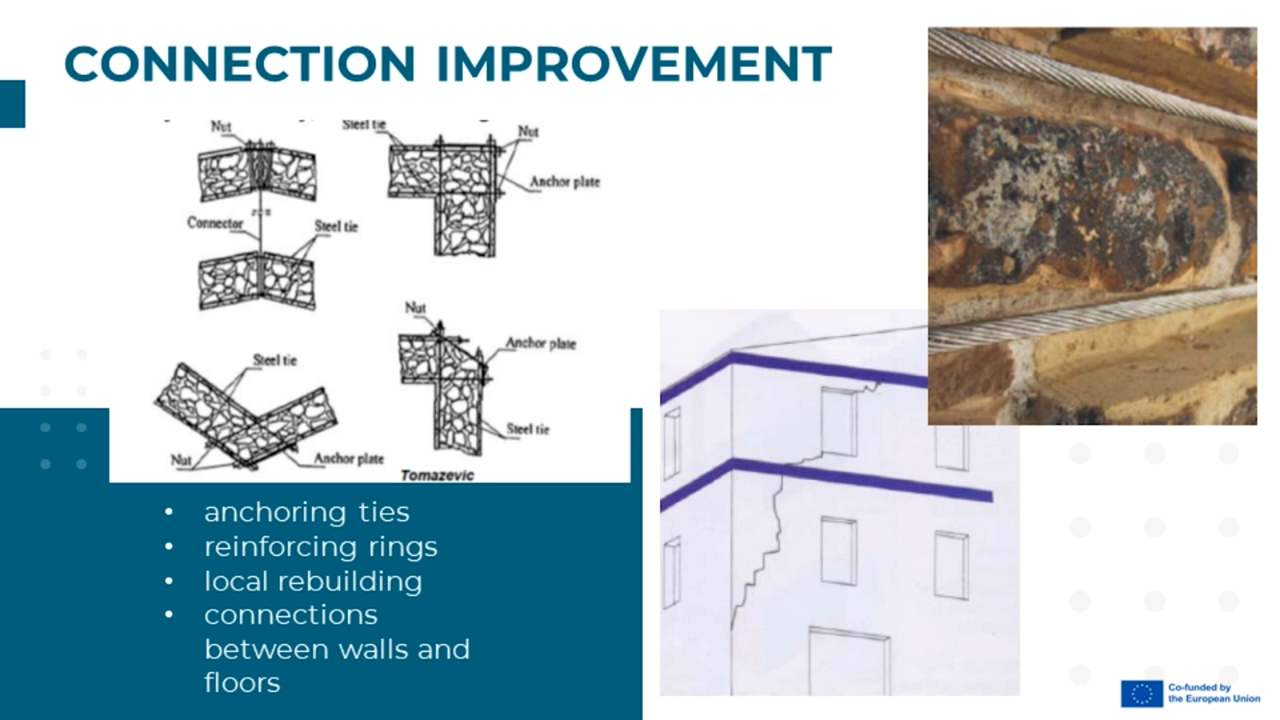 CONNECTION IMPROVEMENT
Nut
Steel tie
Nut
Anchor plate
Connector
Steel tie
Nut
Anchor plate
Steel tie
Steel tie
Nut
Anchor plate
Tomazevic
• anchoring ties
• reinforcing rings
• local rebuilding
• connections
between walls and
floors
Co-funded by
the European Union